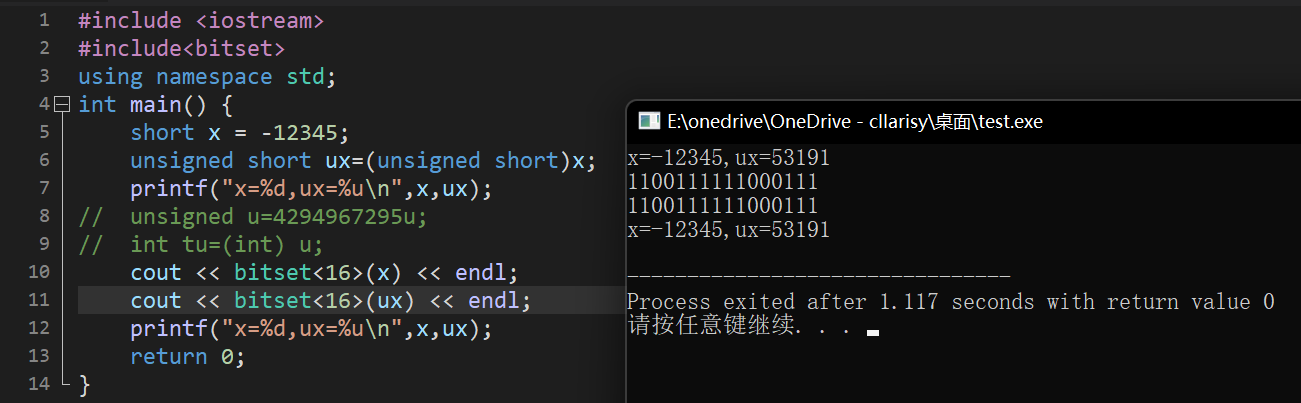 1 #include <iostream>
2 #include<bitset>
3 using namespace std;
4 int main() {
5 short x = -12345;
6 unsigned short ux=(unsigned short)x;
7 printf("x=%d,ux=%u\n",x,ux);
8 // unsigned u=4294967295u;
9 // int tu=(int) u;
10 cout << bitset<16>(x) << endl;
11 cout << bitset<16>(ux) << endl;
12 printf("x=%d,ux=%u\n",x,ux);
13 return 0;
14 }
E:\onedrive\OneDrive - cllarisy\桌面\test.exe
x=-12345,ux=53191
1100111111000111
1100111111000111
x=-12345,ux=53191
--------------------------------
Process exited after 1.117 seconds with return value 0
请按任意键继续. . .